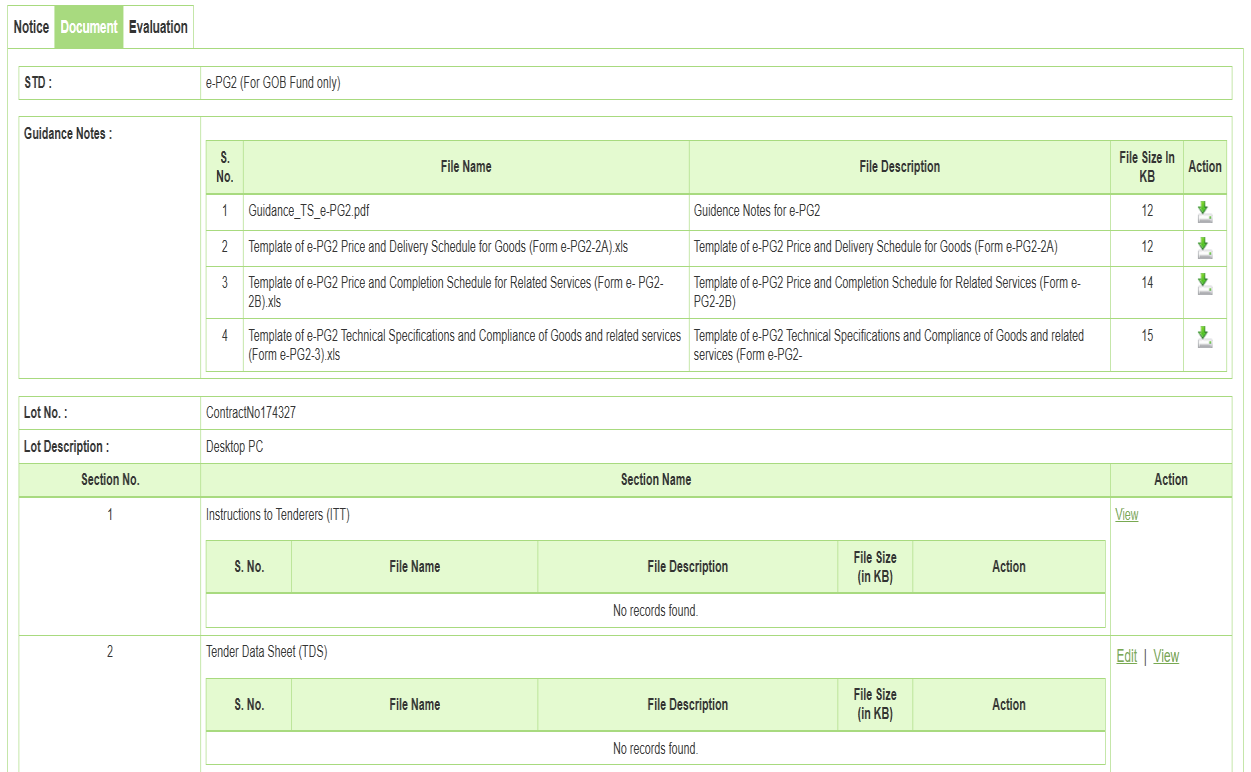 Notice Document Evaluation
STD : e-PG2 (For GOB Fund only)
Guidance Notes :
S. No. File Name File Description File Size In KB Action
1 Guidance_TS_e-PG2.pdf Guidence Notes for e-PG2 12
2 Template of e-PG2 Price and Delivery Schedule for Goods (Form e-PG2-2A).xls Template of e-PG2 Price and Delivery Schedule for Goods (Form e-PG2-2A) 12
3 Template of e-PG2 Price and Completion Schedule for Related Services (Form e- PG2-2B).xls Template of e-PG2 Price and Completion Schedule for Related Services (Form e-PG2-2B) 14
4 Template of e-PG2 Technical Specifications and Compliance of Goods and related services (Form e-PG2-3).xls Template of e-PG2 Technical Specifications and Compliance of Goods and related services (Form e-PG2- 15
Lot No. : ContractNo174327
Lot Description : Desktop PC
Section No. Section Name Action
1 Instructions to Tenderers (ITT) View
S. No. File Name File Description File Size (in KB) Action
No records found.
2 Tender Data Sheet (TDS) Edit | View
S. No. File Name File Description File Size (in KB) Action
No records found.